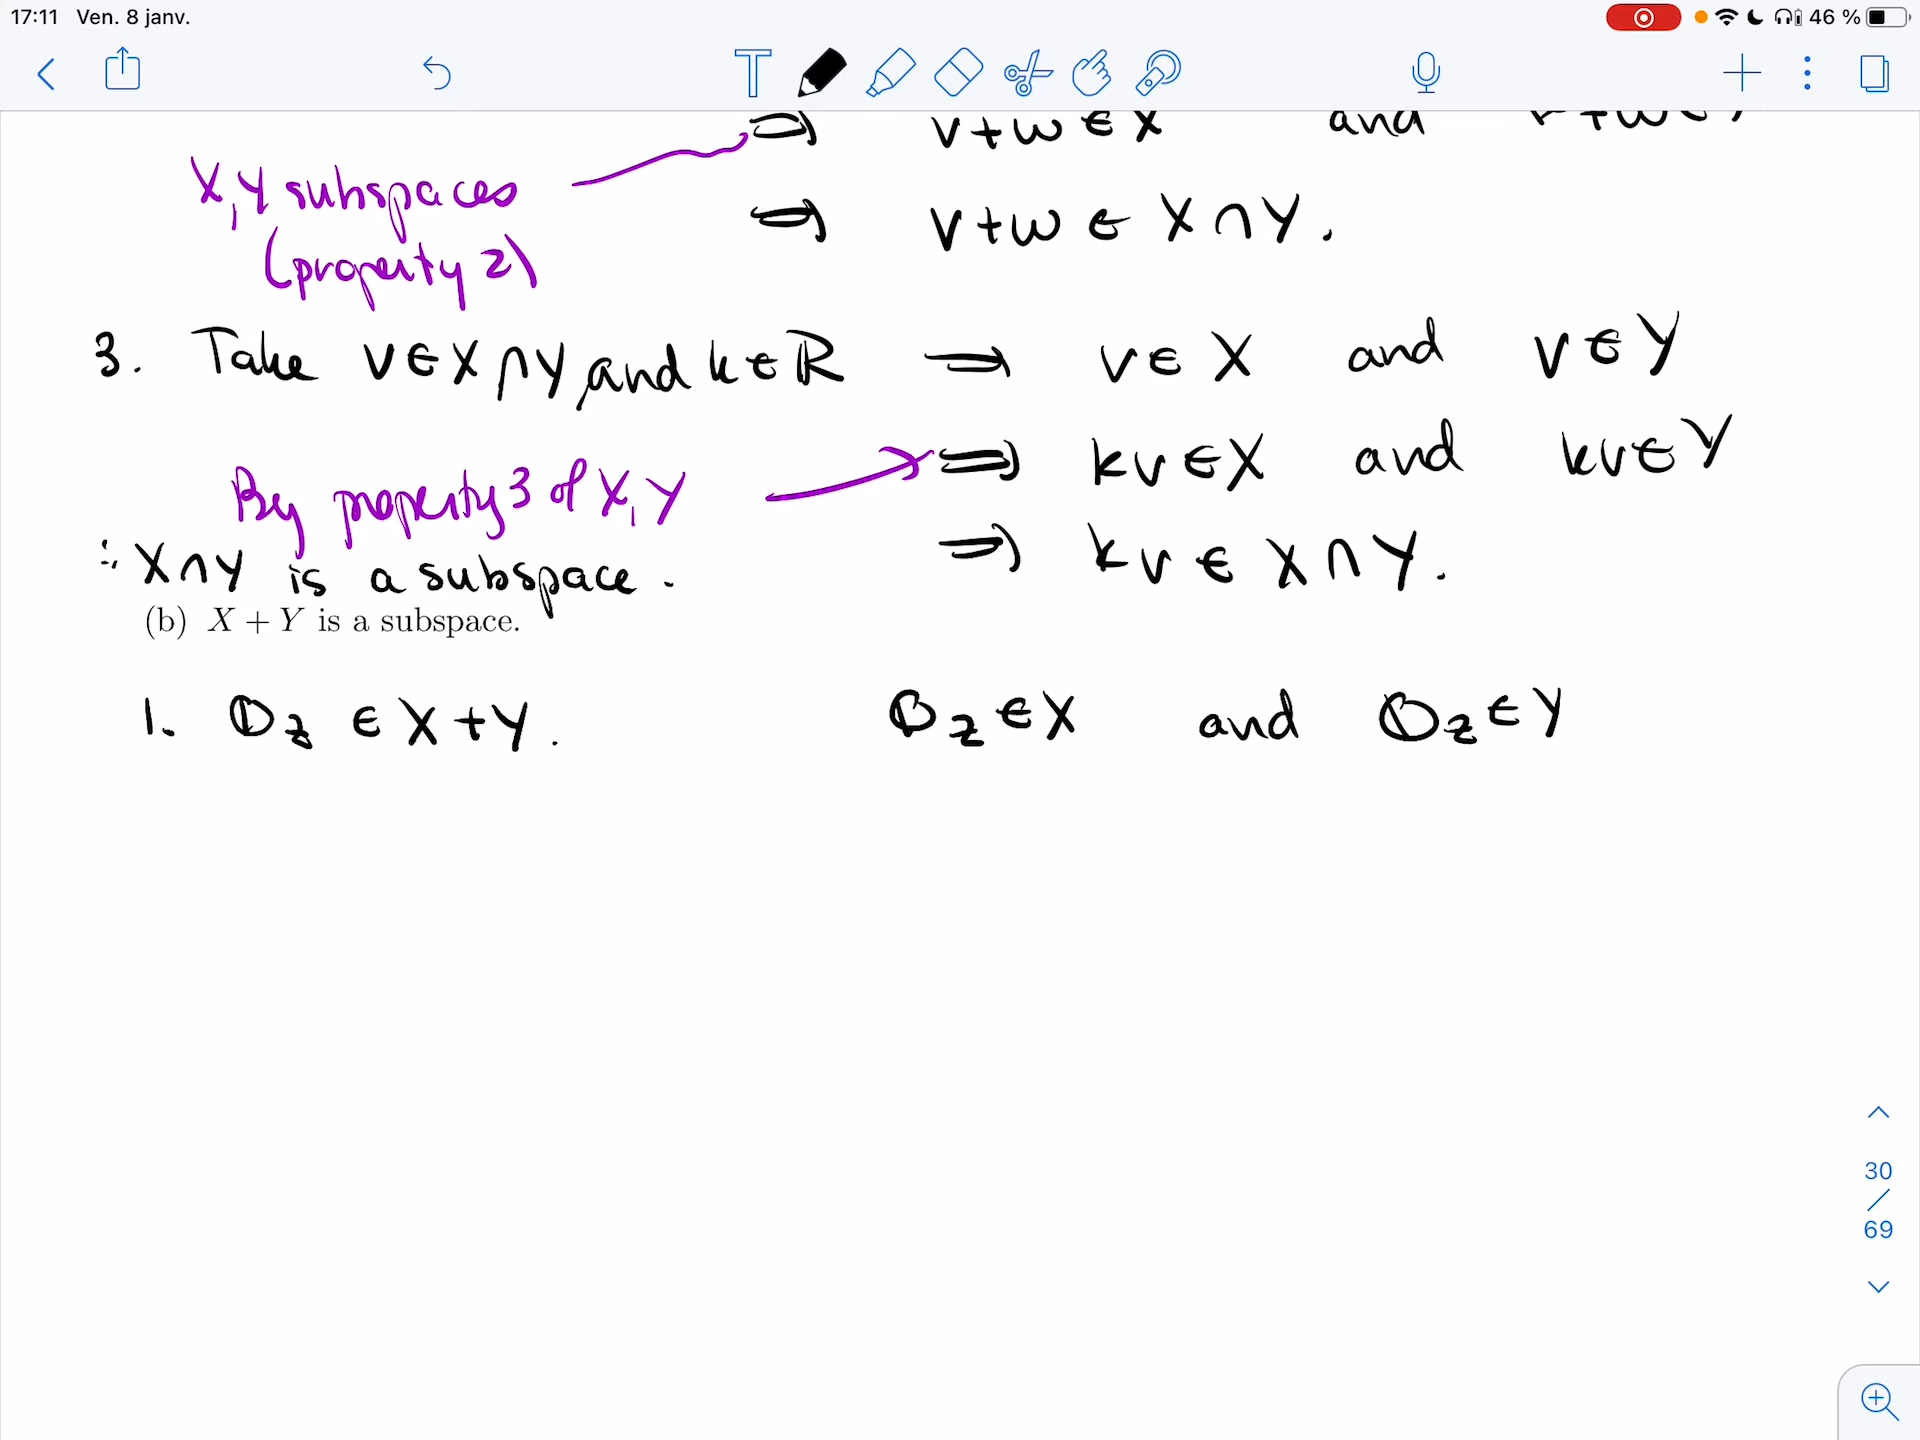 17:11 Ven. 8 janv. 46 %
⇒ v+w ∈ X and v+w ∈ Y
X, Y subspaces
(property 2)
⇒ v+w ∈ X ∩ Y.
3. Take v ∈ X ∩ Y, and k ∈ ℝ ⇒ v ∈ X and v ∈ Y
By property 3 of X, Y ⇒ kv ∈ X and kv ∈ Y
⇒ kv ∈ X ∩ Y.
∴ X ∩ Y is a subspace.
(b) X + Y is a subspace.
1. 𝟘z ∈ X + Y. 𝟘z ∈ X and 𝟘z ∈ Y
30
/
69